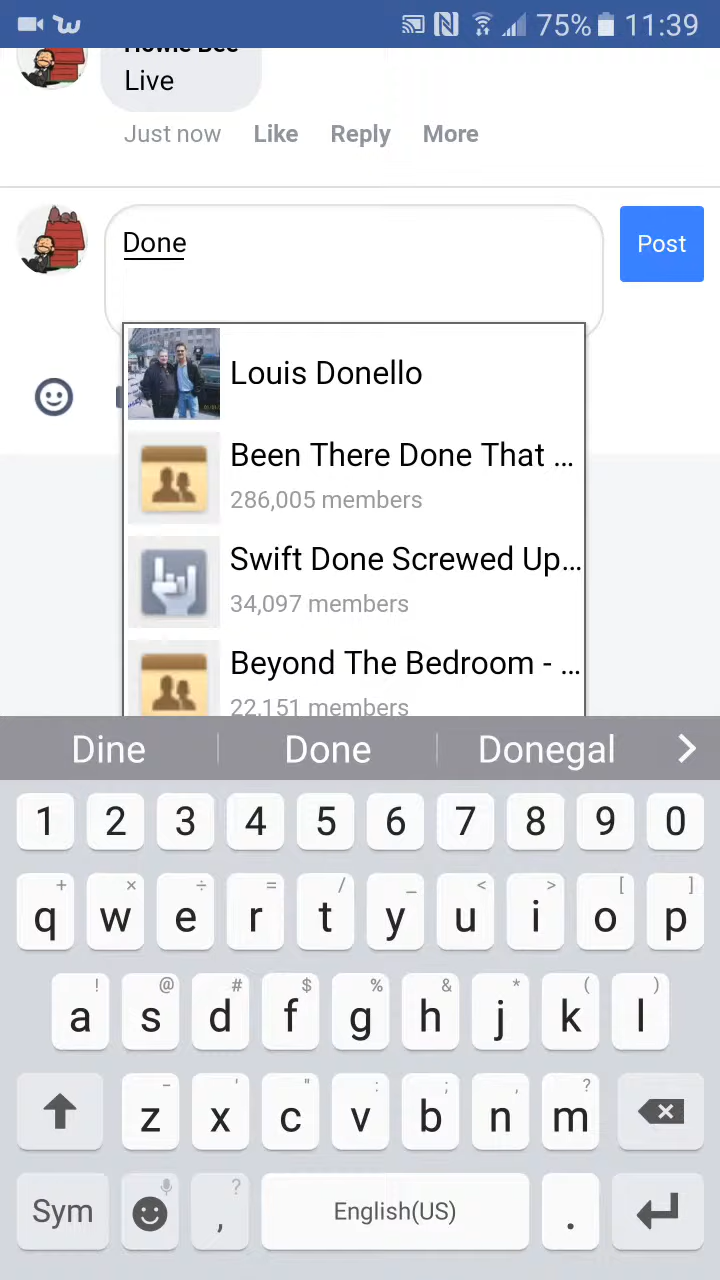 75% 11:39
Howie Bee
Live
Just now Like Reply More
Done
Post
Louis Donello
Been There Done That ...
286,005 members
Swift Done Screwed Up...
34,097 members
Beyond The Bedroom - ...
22,151 members
Dine Done Donegal
1 2 3 4 5 6 7 8 9 0
+ × ÷ = / _ < > [ ]
q w e r t y u i o p
! @ # $ % & * ( )
a s d f g h j k l
- ' " : ; , ?
z x c v b n m
Sym , ? English(US) .